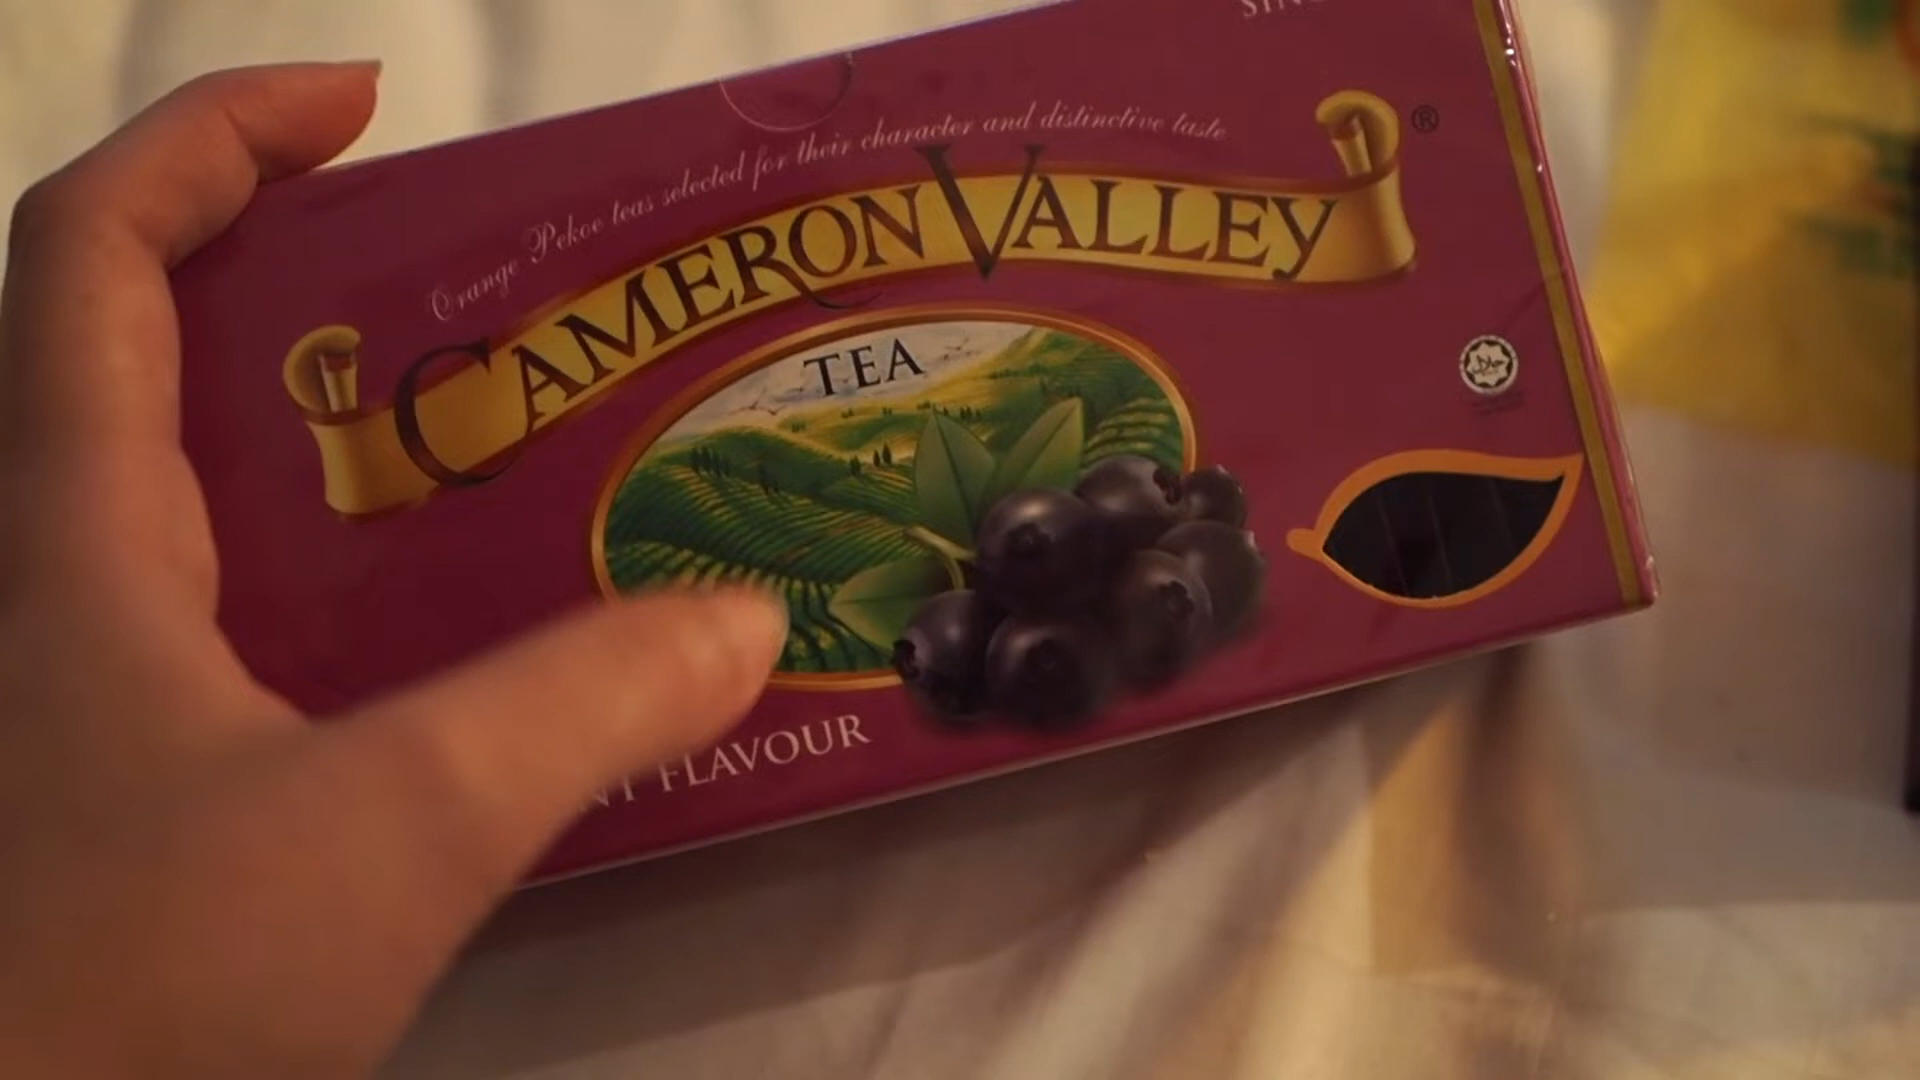 Orange Pekoe teas selected for their character and distinctive taste
CAMERON VALLEY ®
TEA
FLAVOUR